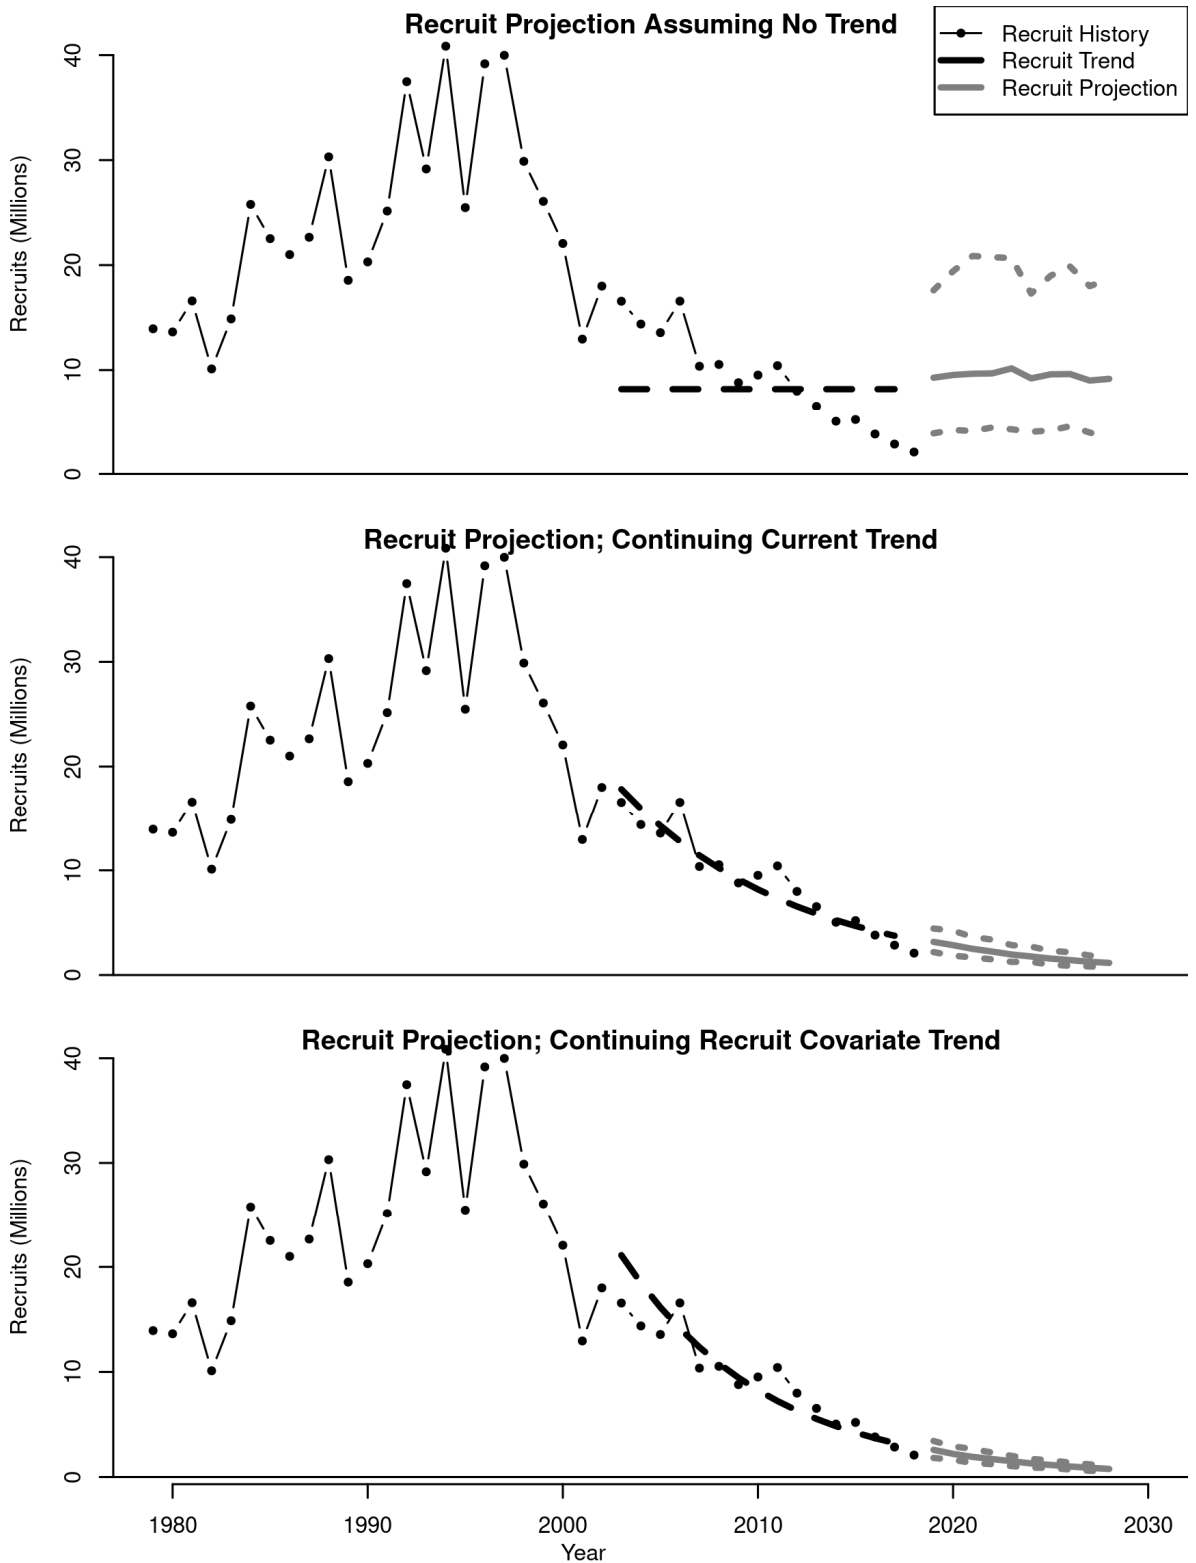 Recruit Projection Assuming No Trend
Recruit History
Recruit Trend
Recruit Projection
Recruits (Millions)
40
30
20
10
0
Recruit Projection; Continuing Current Trend
Recruits (Millions)
40
30
20
10
0
Recruit Projection; Continuing Recruit Covariate Trend
Recruits (Millions)
40
30
20
10
0
1980 1990 2000 2010 2020 2030
Year